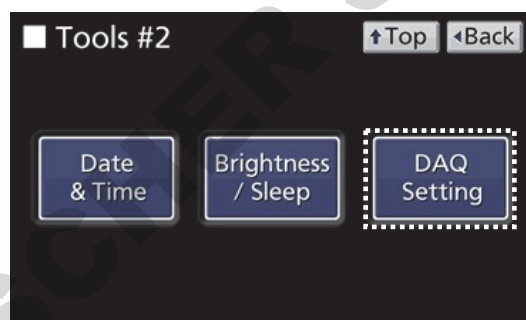 Tools #2
↑Top
◂Back
Date
& Time
Brightness
/ Sleep
DAQ
Setting